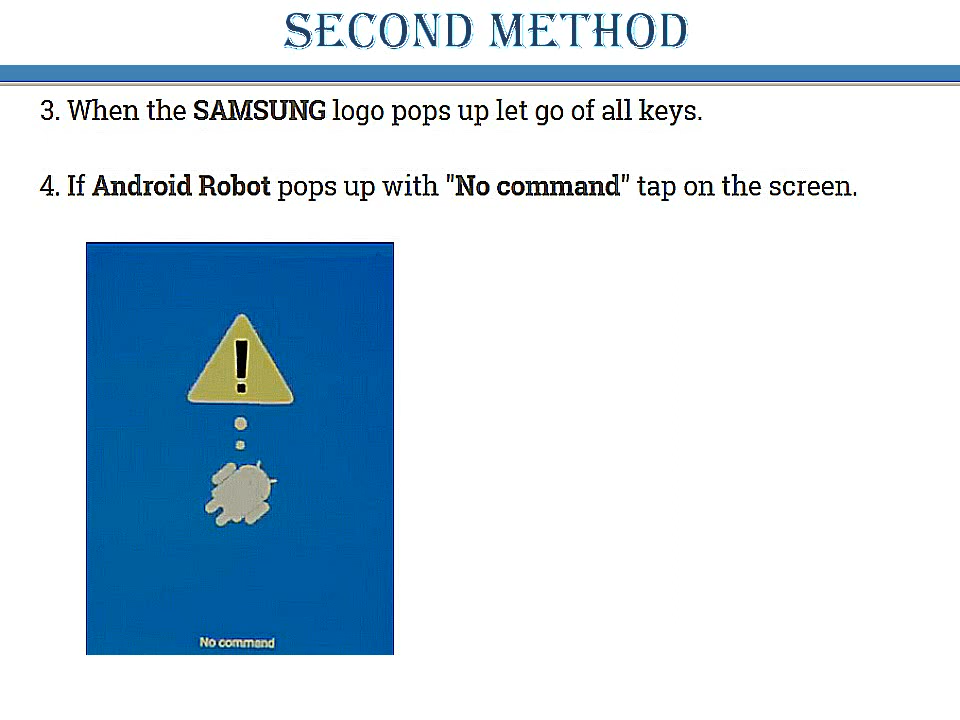 SECOND METHOD
3. When the SAMSUNG logo pops up let go of all keys.
4. If Android Robot pops up with "No command" tap on the screen.
!
No command